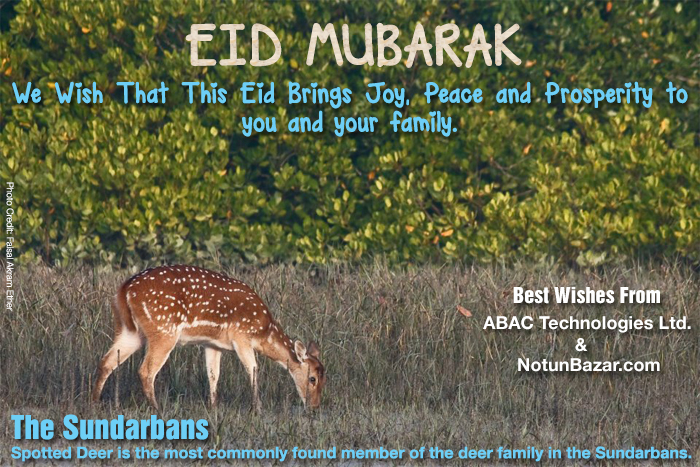 EID MUBARAK
We Wish That This Eid Brings Joy, Peace and Prosperity to
you and your family.
Photo Credit: Faisal Akram Ether
Best Wishes From
ABAC Technologies Ltd.
&
NotunBazar.com
The Sundarbans
Spotted Deer is the most commonly found member of the deer family in the Sundarbans.